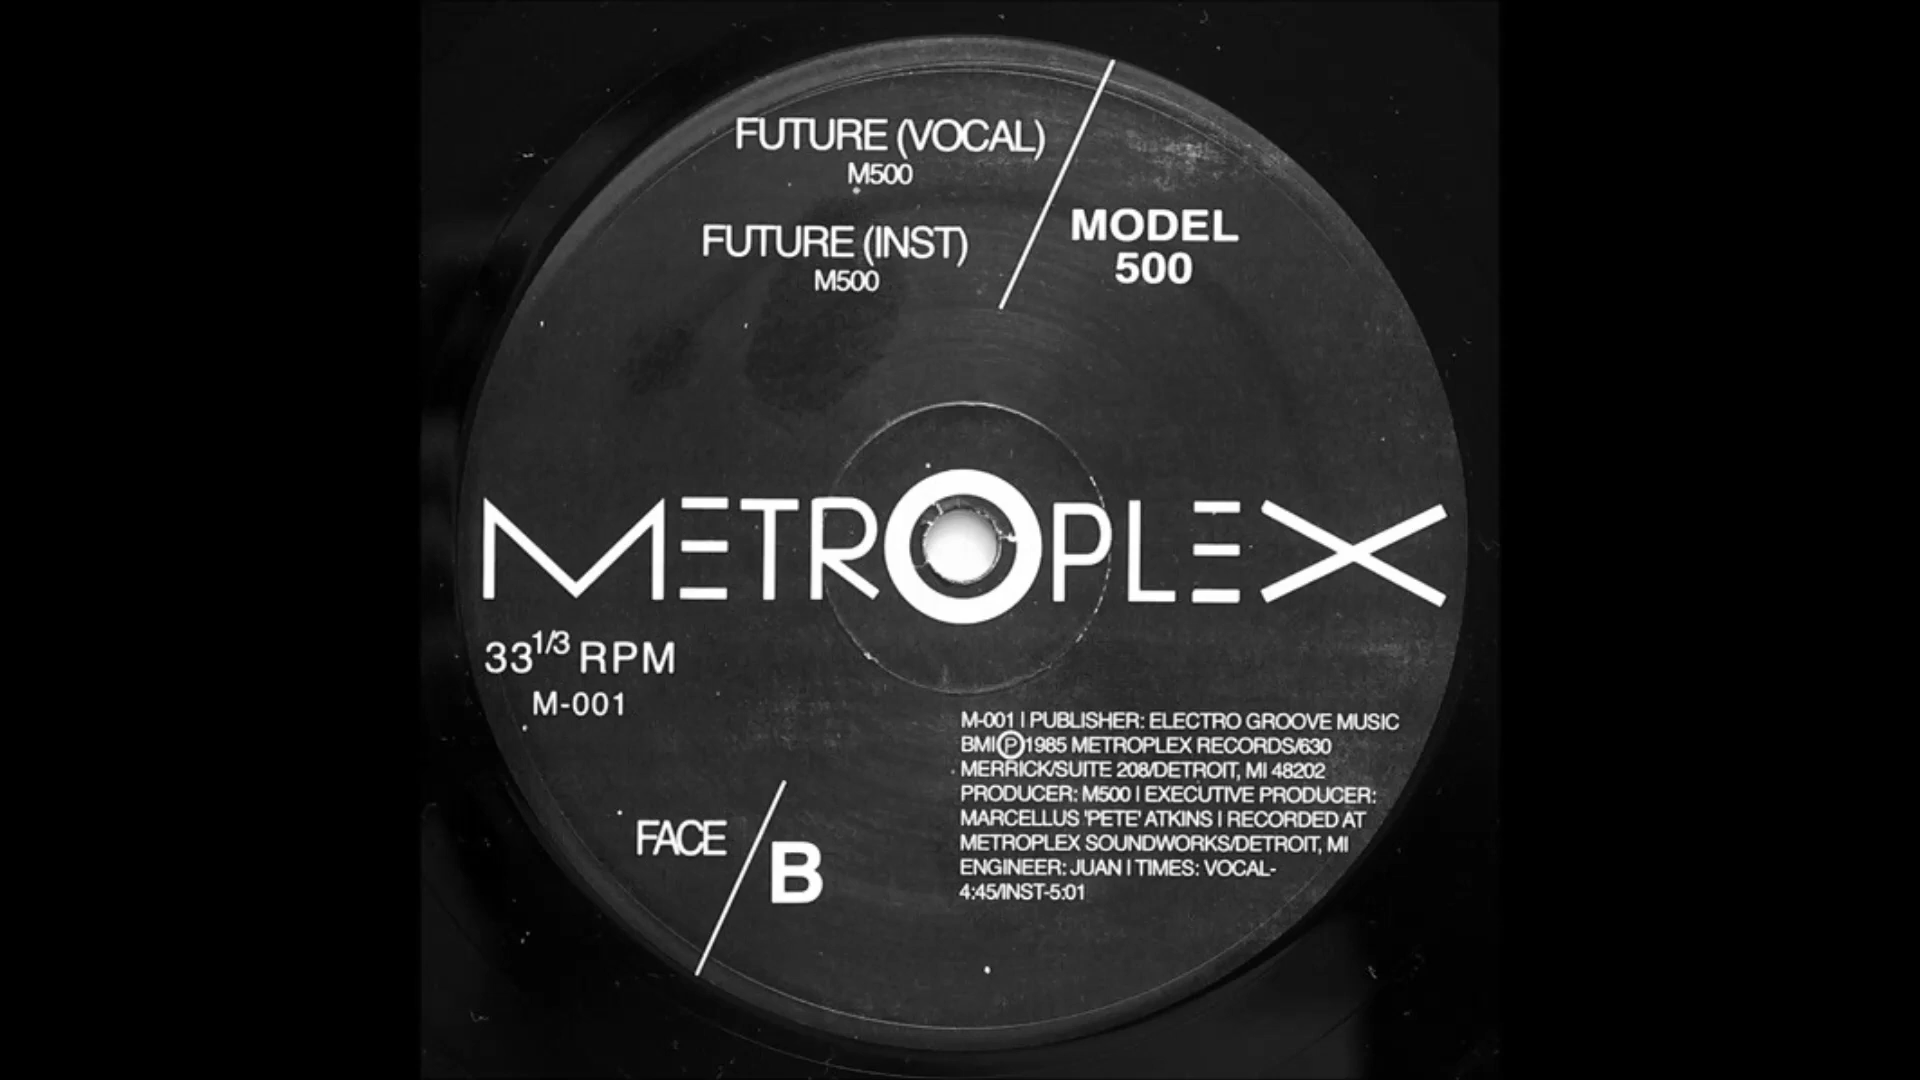 FUTURE (VOCAL)
M500
FUTURE (INST)
M500
MODEL
500
METROPLEX
33 1/3 RPM
M-001
FACE
B
M-001 | PUBLISHER: ELECTRO GROOVE MUSIC
BMI Ⓟ 1985 METROPLEX RECORDS/630
MERRICK/SUITE 208/DETROIT, MI 48202
PRODUCER: M500 | EXECUTIVE PRODUCER:
MARCELLUS 'PETE' ATKINS | RECORDED AT
METROPLEX SOUNDWORKS/DETROIT, MI
ENGINEER: JUAN | TIMES: VOCAL-
4:45/INST-5:01